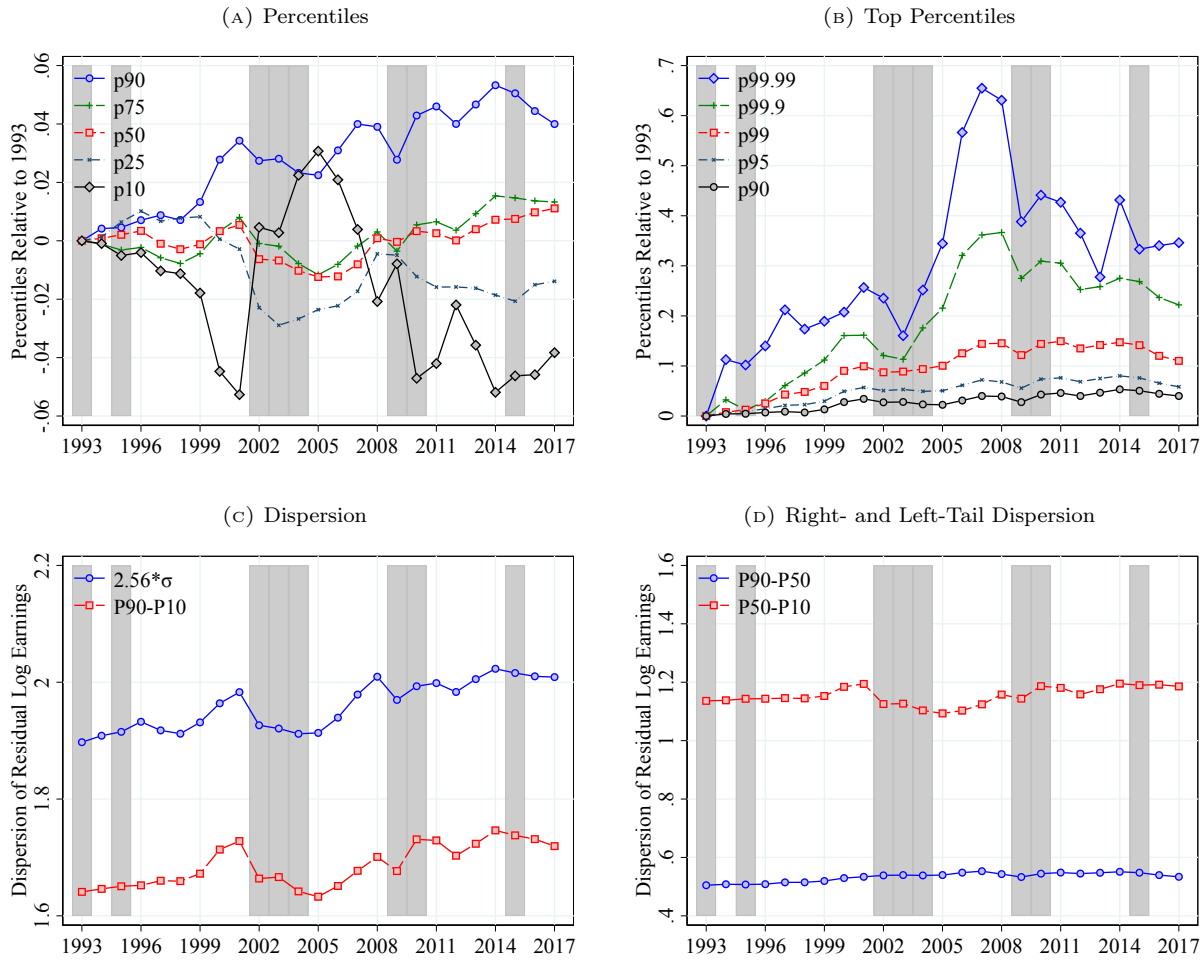 (A) Percentiles
Percentiles Relative to 1993
.06
.04
.02
0
-.02
-.04
-.06
p90
p75
p50
p25
p10
1993 1996 1999 2002 2005 2008 2011 2014 2017
(B) Top Percentiles
Percentiles Relative to 1993
.7
.6
.5
.4
.3
.2
.1
0
p99.99
p99.9
p99
p95
p90
1993 1996 1999 2002 2005 2008 2011 2014 2017
(C) Dispersion
Dispersion of Residual Log Earnings
2.2
2
1.8
1.6
2.56*σ
P90-P10
1993 1996 1999 2002 2005 2008 2011 2014 2017
(D) Right- and Left-Tail Dispersion
Dispersion of Residual Log Earnings
1.6
1.4
1.2
1
.8
.6
.4
P90-P50
P50-P10
1993 1996 1999 2002 2005 2008 2011 2014 2017